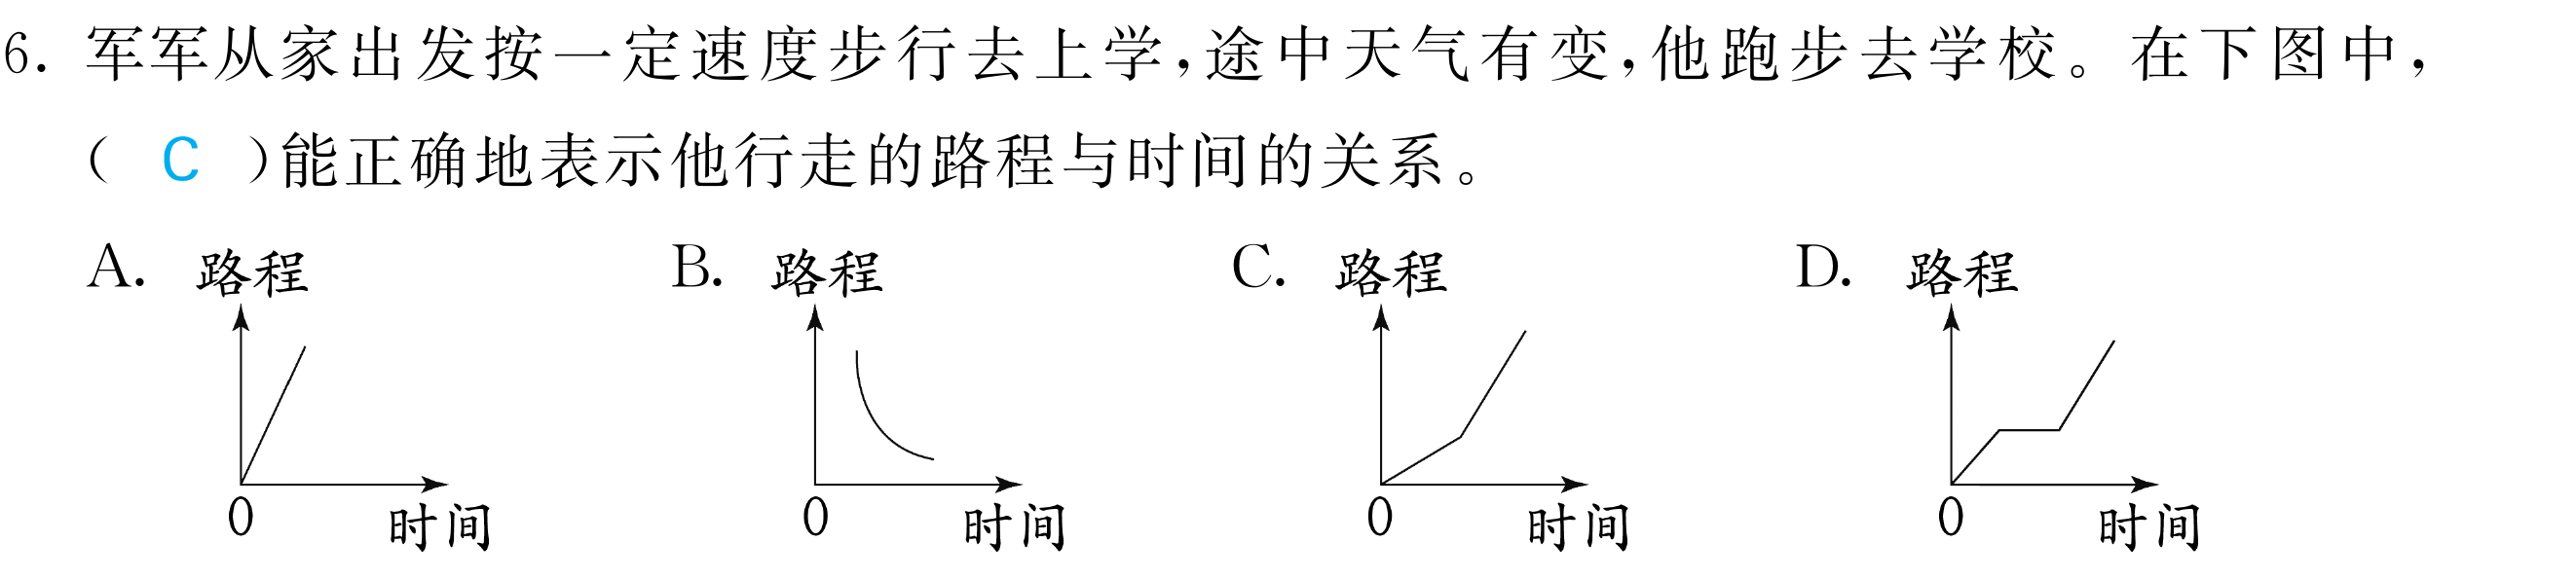 6. 军军从家出发按一定速度步行去上学,途中天气有变,他跑步去学校。在下图中,
( C )能正确地表示他行走的路程与时间的关系。
A. 路程 B. 路程 C. 路程 D. 路程
0 时间 0 时间 0 时间 0 时间